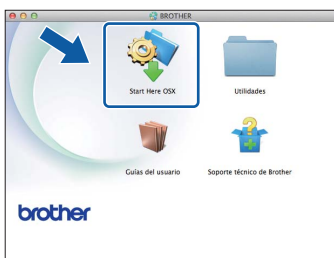 BROTHER
Start Here OSX
Utilidades
Guías del usuario
Soporte técnico de Brother
brother